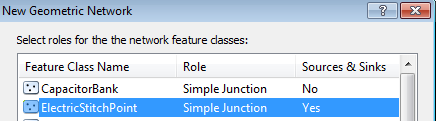 New Geometric Network
Select roles for the the network feature classes:
Feature Class Name Role Sources & Sinks
CapacitorBank Simple Junction No
ElectricStitchPoint Simple Junction Yes